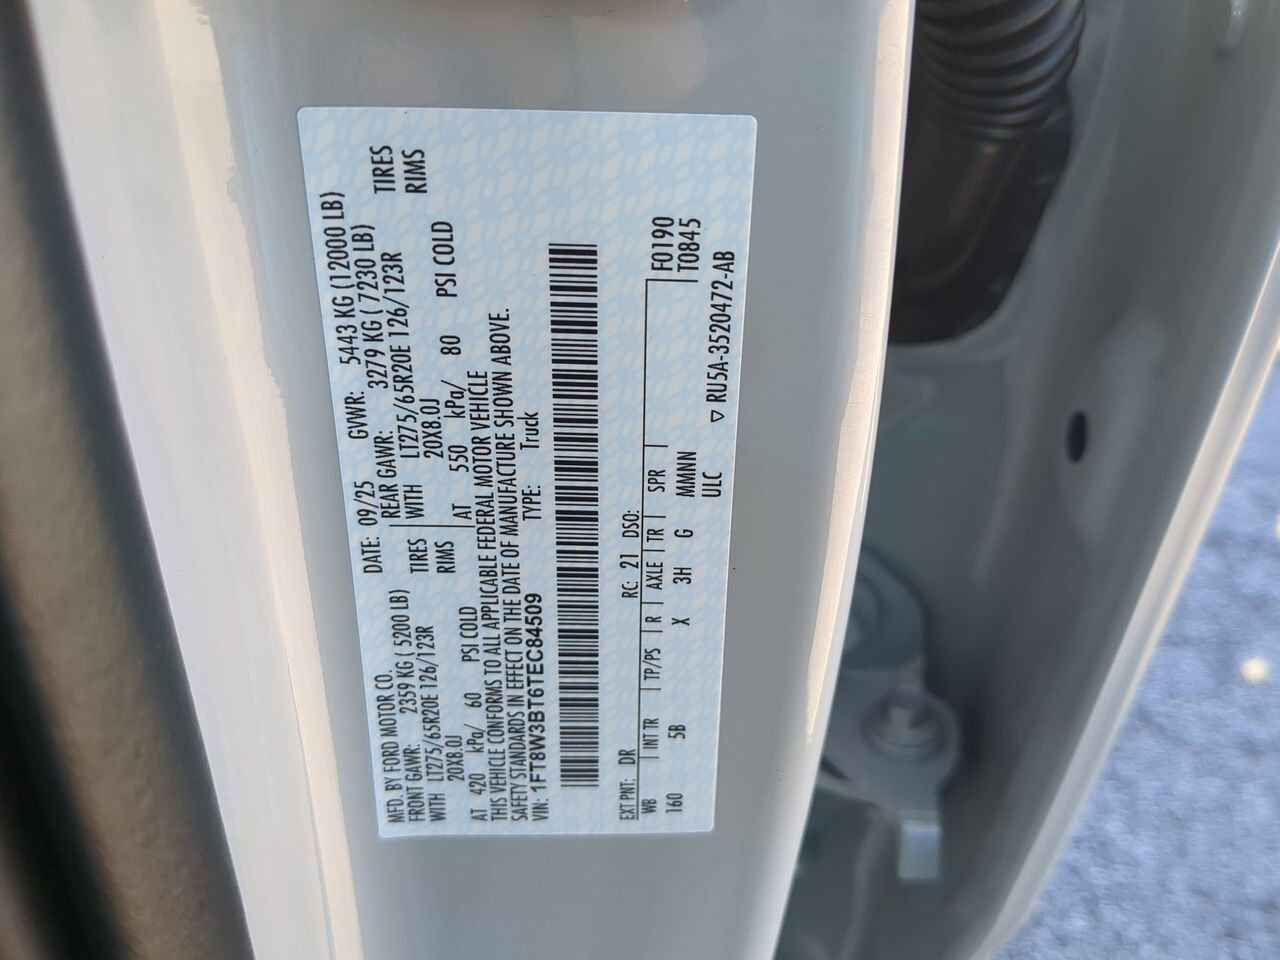 MFD. BY FORD MOTOR CO. DATE: 09/25 GVWR: 5443 KG (12000 LB)
FRONT GAWR: 2359 KG ( 5200 LB) REAR GAWR: 3279 KG ( 7230 LB)
WITH LT275/65R20E 126/123R TIRES WITH LT275/65R20E 126/123R TIRES
20X8.0J RIMS 20X8.0J RIMS
AT 420 kPa/ 60 PSI COLD AT 550 kPa/ 80 PSI COLD
THIS VEHICLE CONFORMS TO ALL APPLICABLE FEDERAL MOTOR VEHICLE
SAFETY STANDARDS IN EFFECT ON THE DATE OF MANUFACTURE SHOWN ABOVE.
VIN: 1FT8W3BT6TEC84509 TYPE: Truck
EXT PNT: DR RC: 21 DSO:
WB INT TR TP/PS R AXLE TR SPR F0190
160 5B X 3H G MMNN T0845
ULC ▽ RU5A-3520472-AB